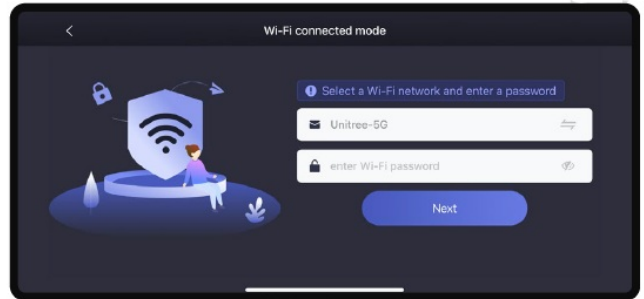 Wi-Fi connected mode
Select a Wi-Fi network and enter a password
Unitree-5G
enter Wi-Fi password
Next